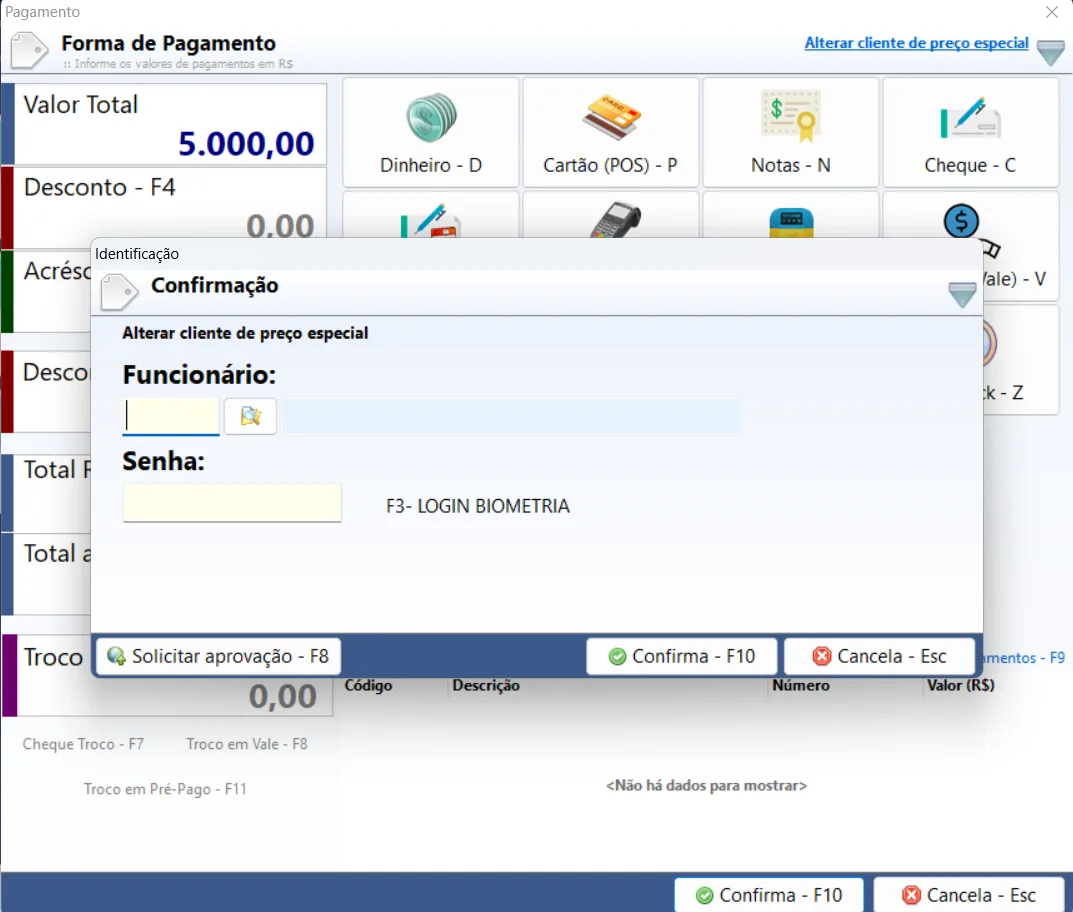 Pagamento
Forma de Pagamento
:: Informe os valores de pagamentos em R$
Alterar cliente de preço especial
Valor Total
5.000,00
Desconto - F4
0,00
Dinheiro - D
Cartão (POS) - P
Notas - N
Cheque - C
Identificação
Confirmação
Alterar cliente de preço especial
Funcionário:
Senha:
F3- LOGIN BIOMETRIA
Solicitar aprovação - F8
Confirma - F10
Cancela - Esc
Total
Total
Troco
0,00
- V
- Z
- F9
Código
Descrição
Número
Valor (R$)
Cheque Troco - F7
Troco em Vale - F8
Troco em Pré-Pago - F11
<Não há dados para mostrar>
Confirma - F10
Cancela - Esc